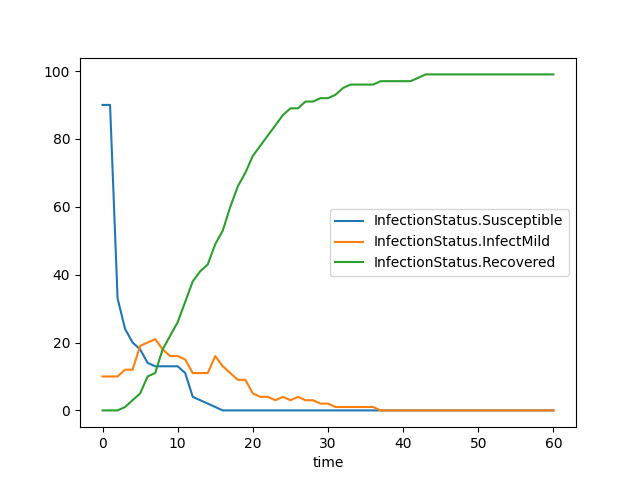 100
80
60
40
20
0
InfectionStatus.Susceptible
InfectionStatus.InfectMild
InfectionStatus.Recovered
0 10 20 30 40 50 60
time